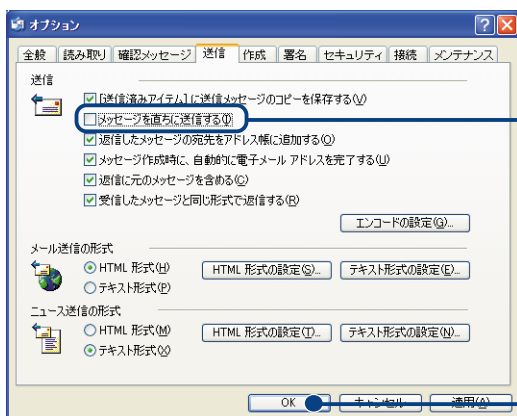 オプション
全般 読み取り 確認メッセージ 送信 作成 署名 セキュリティ 接続 メンテナンス
送信
[送信済みアイテム] に送信メッセージのコピーを保存する(V)
メッセージを直ちに送信する(I)
返信したメッセージの宛先をアドレス帳に追加する(O)
メッセージ作成時に、自動的に電子メール アドレスを完了する(U)
返信に元のメッセージを含める(C)
受信したメッセージと同じ形式で返信する(R)
エンコードの設定(G)...
メール送信の形式
HTML 形式(H) HTML 形式の設定(S)... テキスト形式の設定(E)...
テキスト形式(P)
ニュース送信の形式
HTML 形式(M) HTML 形式の設定(T)... テキスト形式の設定(N)...
テキスト形式(X)
OK キャンセル 適用(A)